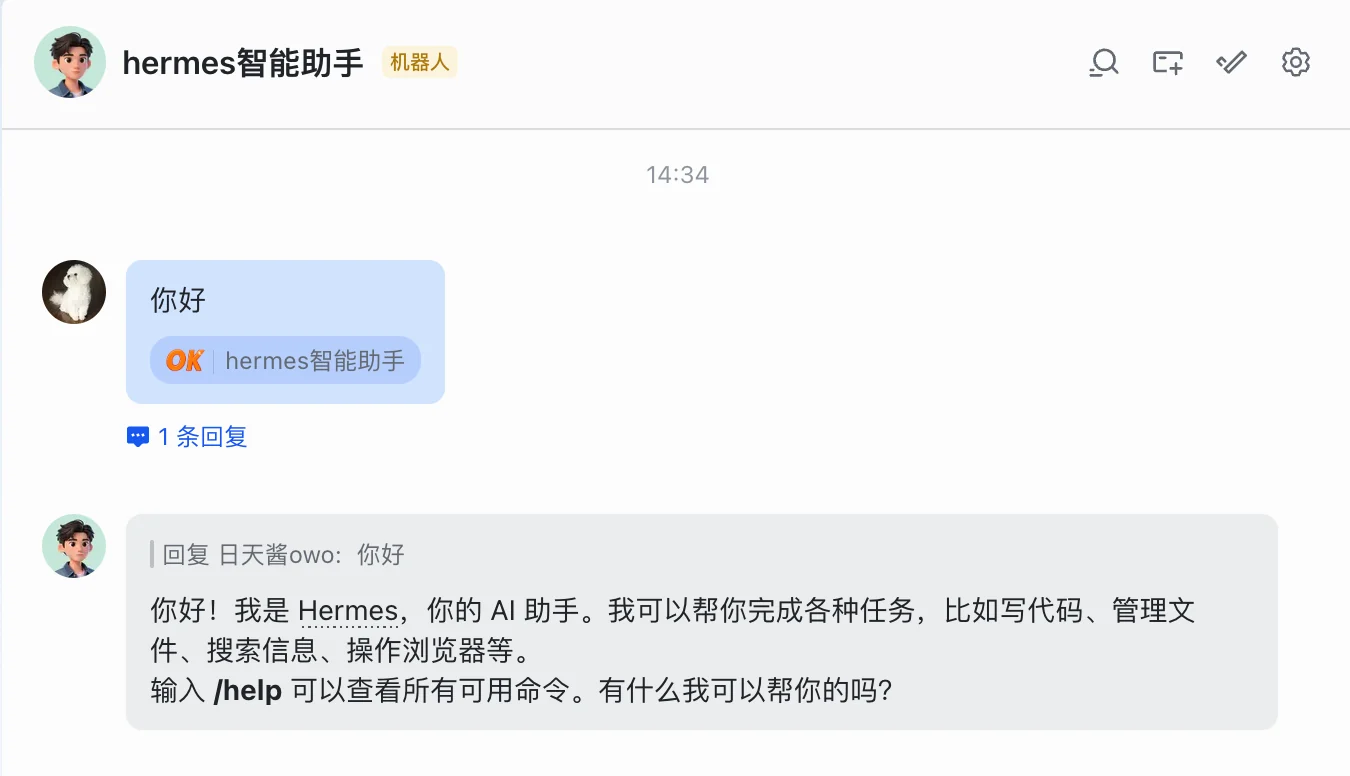 hermes智能助手 机器人
14:34
你好
OK hermes智能助手
1 条回复
回复 日天酱owo: 你好
你好！我是 Hermes，你的 AI 助手。我可以帮你完成各种任务，比如写代码、管理文
件、搜索信息、操作浏览器等。
输入 /help 可以查看所有可用命令。有什么我可以帮你的吗？